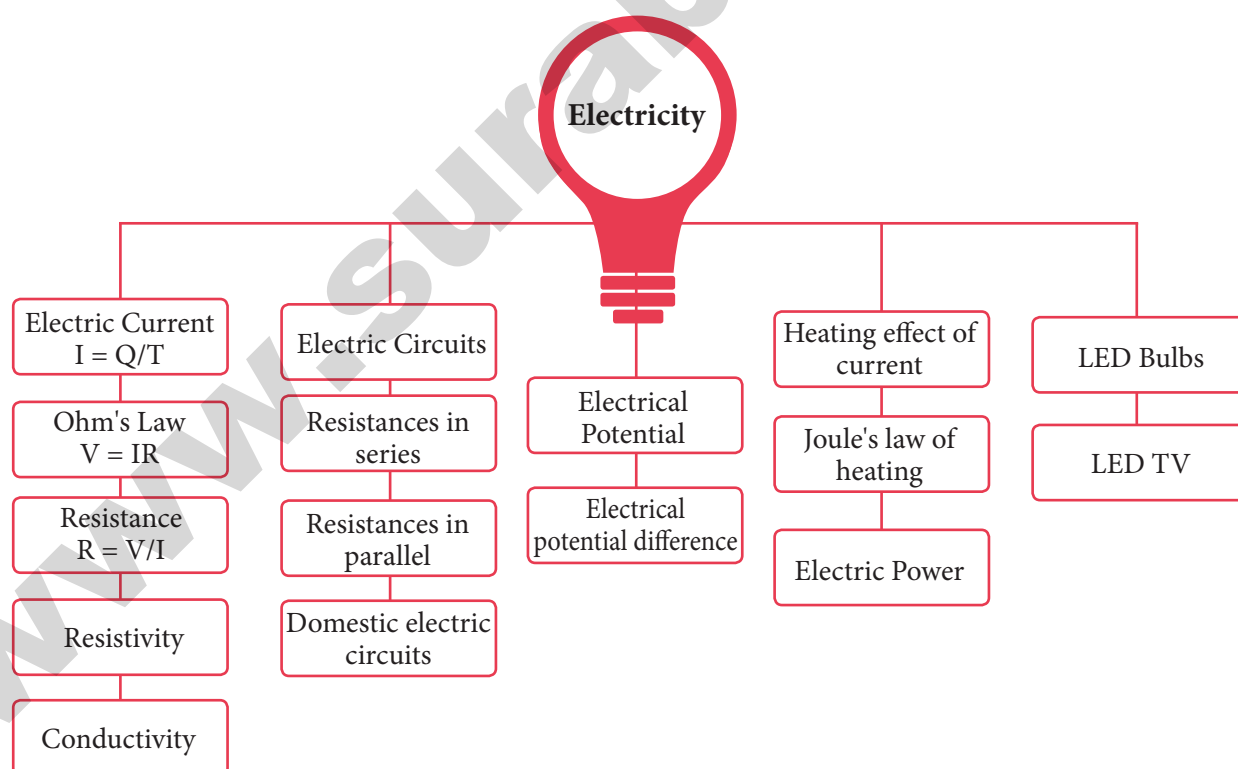 Electricity
Electric Current
I = Q/T
Ohm's Law
V = IR
Resistance
R = V/I
Resistivity
Conductivity
Electric Circuits
Resistances in
series
Resistances in
parallel
Domestic electric
circuits
Electrical
Potential
Electrical
potential difference
Heating effect of
current
Joule's law of
heating
Electric Power
LED Bulbs
LED TV